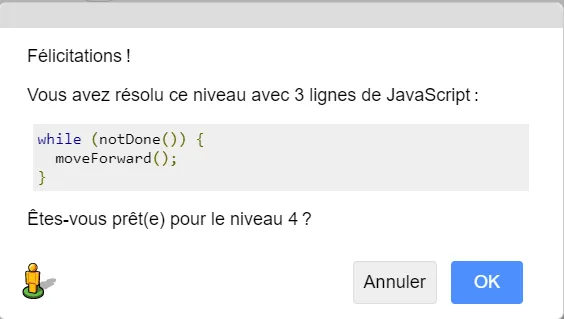 Félicitations !
Vous avez résolu ce niveau avec 3 lignes de JavaScript :
while (notDone()) {
  moveForward();
}
Êtes-vous prêt(e) pour le niveau 4 ?
Annuler
OK